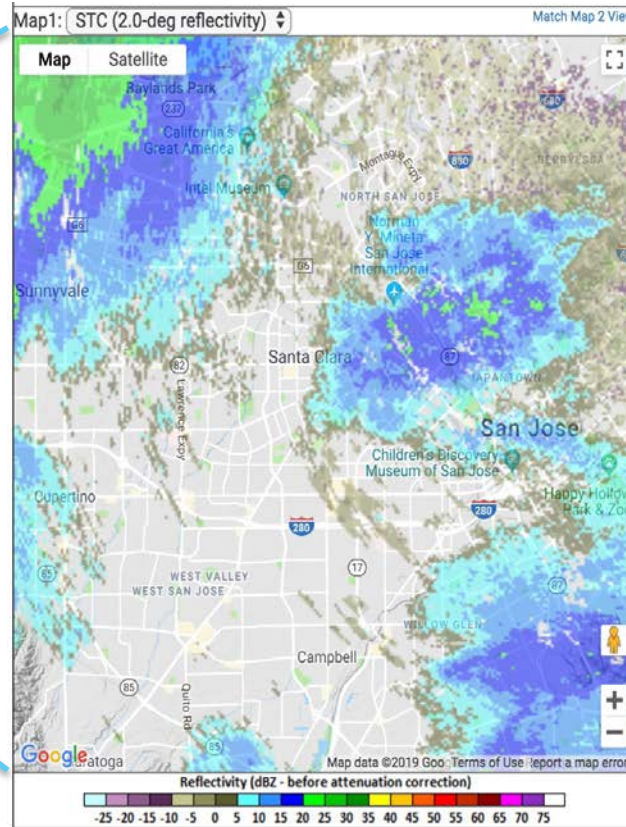 Map1: STC (2.0-deg reflectivity)
Match Map 2 View
Map Satellite
Baylands Park
237
680
California's
Great America
BERRYESSA
Montague Expy
880
Intel Museum
NORTH SAN JOSE
G6
Norman
Y. Mineta
San Jose
International
G6
Sunnyvale
Santa Clara
82
87
JAPANTOWN
Lawrence Expy
San Jose
Children's Discovery
Museum of San Jose
Cupertino
Happy Hollow
Park & Zoo
280
280
17
85
87
WEST VALLEY
WEST SAN JOSE
WILLOW GLEN
Campbell
85
Quito Rd
85
Google
Saratoga
Map data ©2019 Goo Terms of Use Report a map error
Reflectivity (dBZ - before attenuation correction)
-25 -20 -15 -10 -5 0 5 10 15 20 25 30 35 40 45 50 55 60 65 70 75